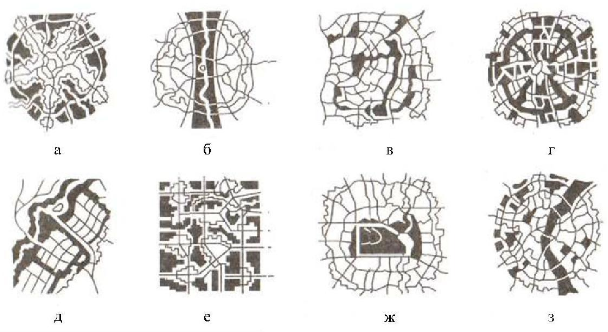 а б в г
д е ж з